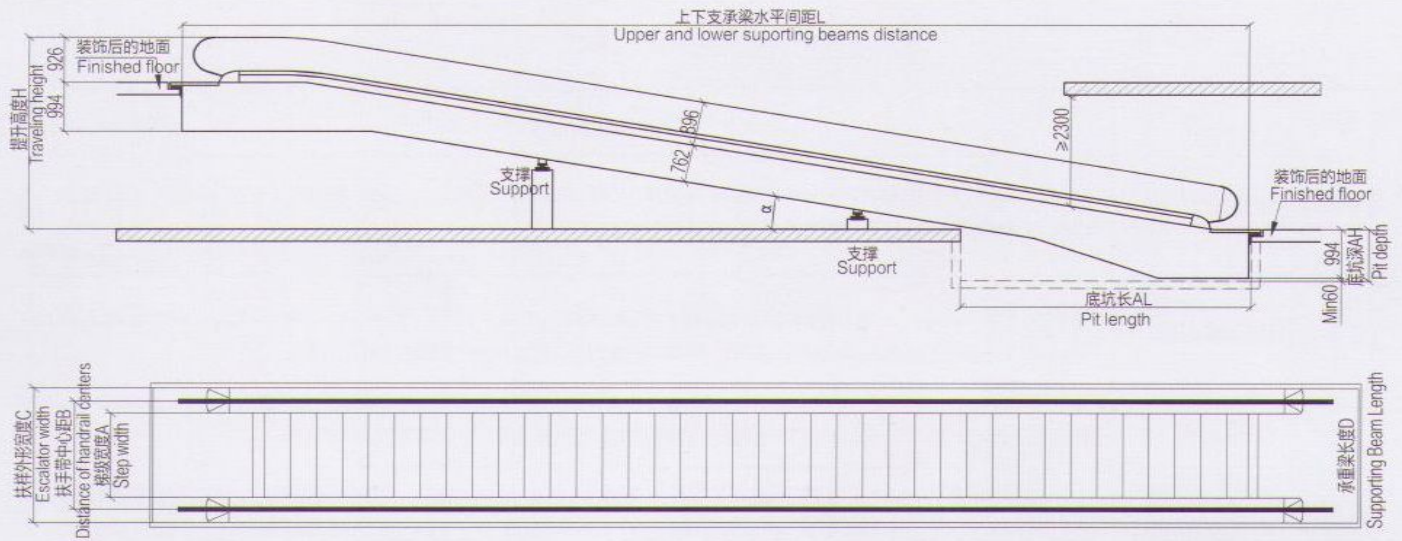 上下支承梁水平间距L
Upper and lower suporting beams distance
装饰后的地面
Finished floor
926
994
提升高度H
Traveling height
896
762
≥2300
支撑
Support
α
支撑
Support
装饰后的地面
Finished floor
994
底坑深AH
Pit depth
Min60
底坑长AL
Pit length
扶样外形宽度C
Escalator width
扶手带中心距B
Distance of handrail centers
梯级宽度A
Step width
承重梁长度D
Supporting Beam Length